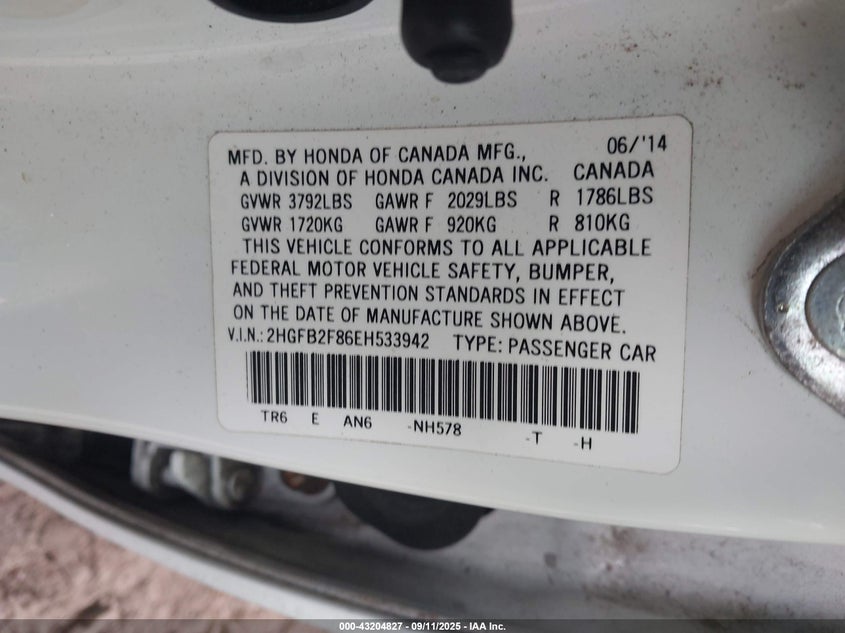 MFD. BY HONDA OF CANADA MFG., 06/'14
A DIVISION OF HONDA CANADA INC. CANADA
GVWR 3792LBS GAWR F 2029LBS R 1786LBS
GVWR 1720KG GAWR F 920KG R 810KG
THIS VEHICLE CONFORMS TO ALL APPLICABLE
FEDERAL MOTOR VEHICLE SAFETY, BUMPER,
AND THEFT PREVENTION STANDARDS IN EFFECT
ON THE DATE OF MANUFACTURE SHOWN ABOVE.
V.I.N.: 2HGFB2F86EH533942 TYPE: PASSENGER CAR
TR6 E AN6 -NH578 -T -H
000-43204827 - 09/11/2025 - IAA Inc.